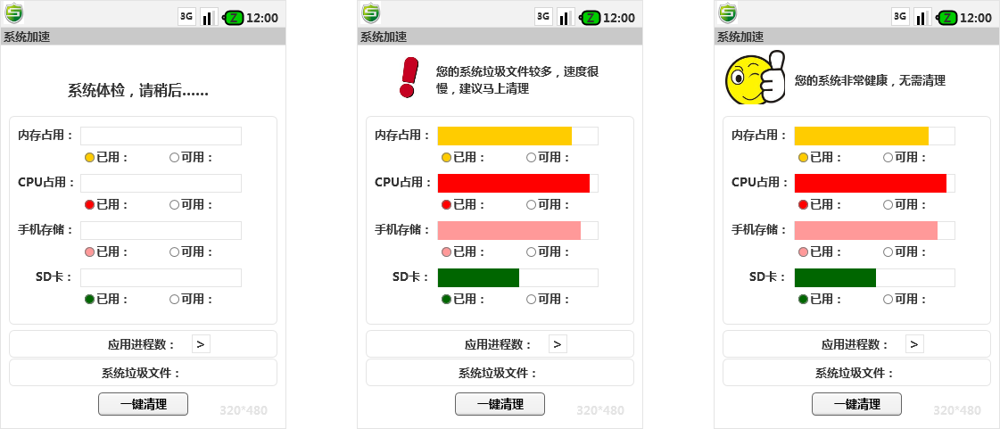 3G Z 12:00
系统加速
系统体检，请稍后......
内存占用：
已用： 可用：
CPU占用：
已用： 可用：
手机存储：
已用： 可用：
SD卡：
已用： 可用：
应用进程数： >
系统垃圾文件：
一键清理
320*480
3G Z 12:00
系统加速
您的系统垃圾文件较多，速度很
慢，建议马上清理
内存占用：
已用： 可用：
CPU占用：
已用： 可用：
手机存储：
已用： 可用：
SD卡：
已用： 可用：
应用进程数： >
系统垃圾文件：
一键清理
320*480
3G Z 12:00
系统加速
您的系统非常健康，无需清理
内存占用：
已用： 可用：
CPU占用：
已用： 可用：
手机存储：
已用： 可用：
SD卡：
已用： 可用：
应用进程数： >
系统垃圾文件：
一键清理
320*480